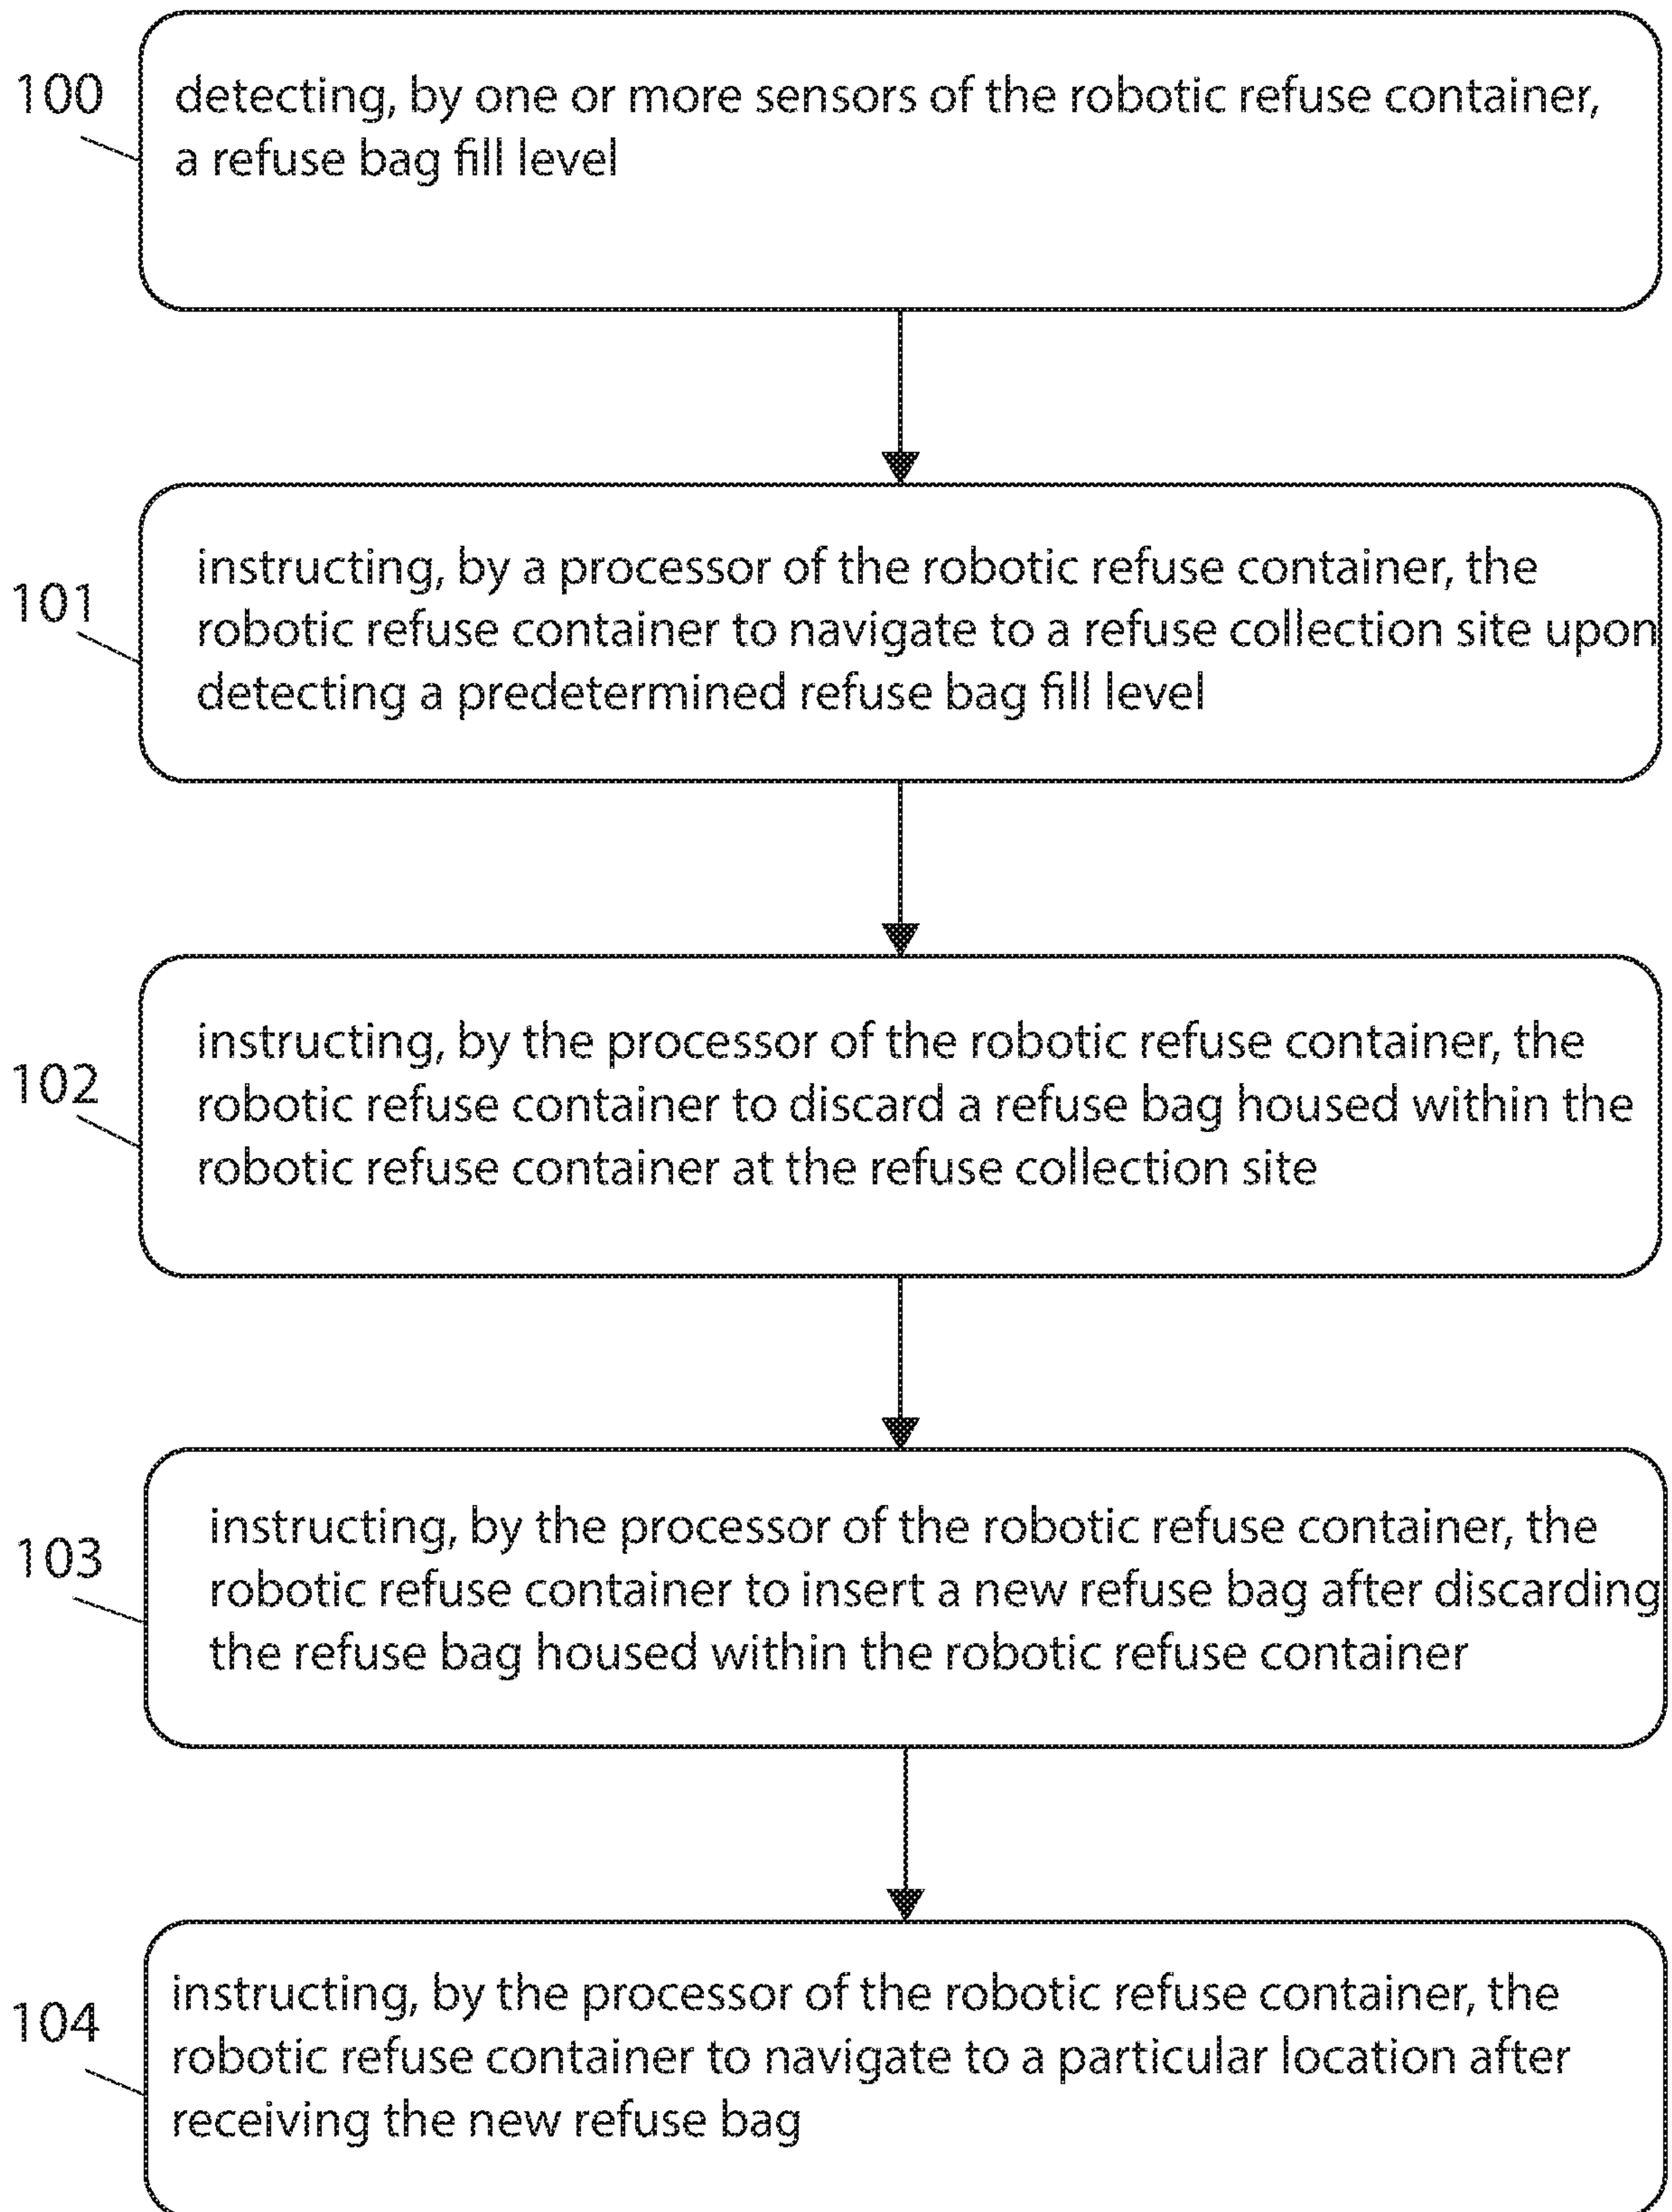 100
detecting, by one or more sensors of the robotic refuse container,
a refuse bag fill level
101
instructing, by a processor of the robotic refuse container, the
robotic refuse container to navigate to a refuse collection site upon
detecting a predetermined refuse bag fill level
102
instructing, by the processor of the robotic refuse container, the
robotic refuse container to discard a refuse bag housed within the
robotic refuse container at the refuse collection site
103
instructing, by the processor of the robotic refuse container, the
robotic refuse container to insert a new refuse bag after discarding
the refuse bag housed within the robotic refuse container
104
instructing, by the processor of the robotic refuse container, the
robotic refuse container to navigate to a particular location after
receiving the new refuse bag